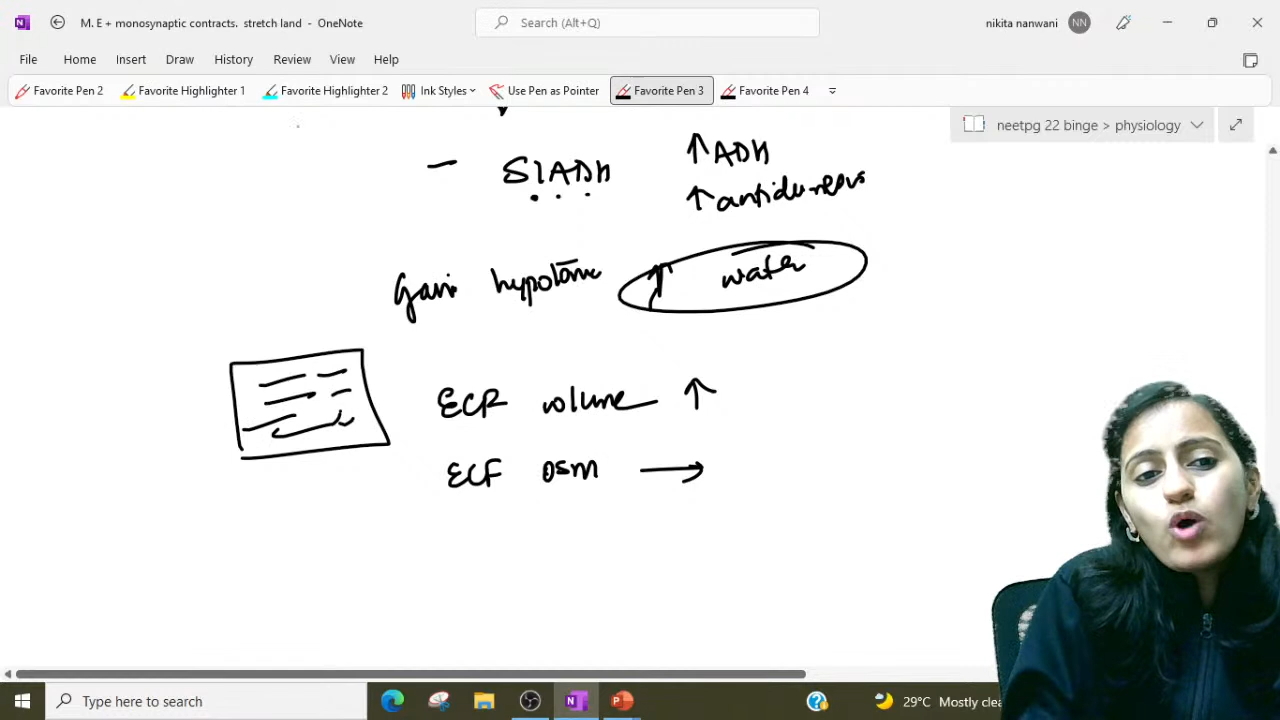 M. E + monosynaptic contracts. stretch land - OneNote
Search (Alt+Q)
nikita nanwani
NN
File Home Insert Draw History Review View Help
Favorite Pen 2 Favorite Highlighter 1 Favorite Highlighter 2 Ink Styles Use Pen as Pointer Favorite Pen 3 Favorite Pen 4
neetpg 22 binge > physiology
— SIADH ↑ADH
↑
Gain hypotonic ↑ water
ECF volume ↑
ECF osm →
Type here to search
29°C Mostly clea